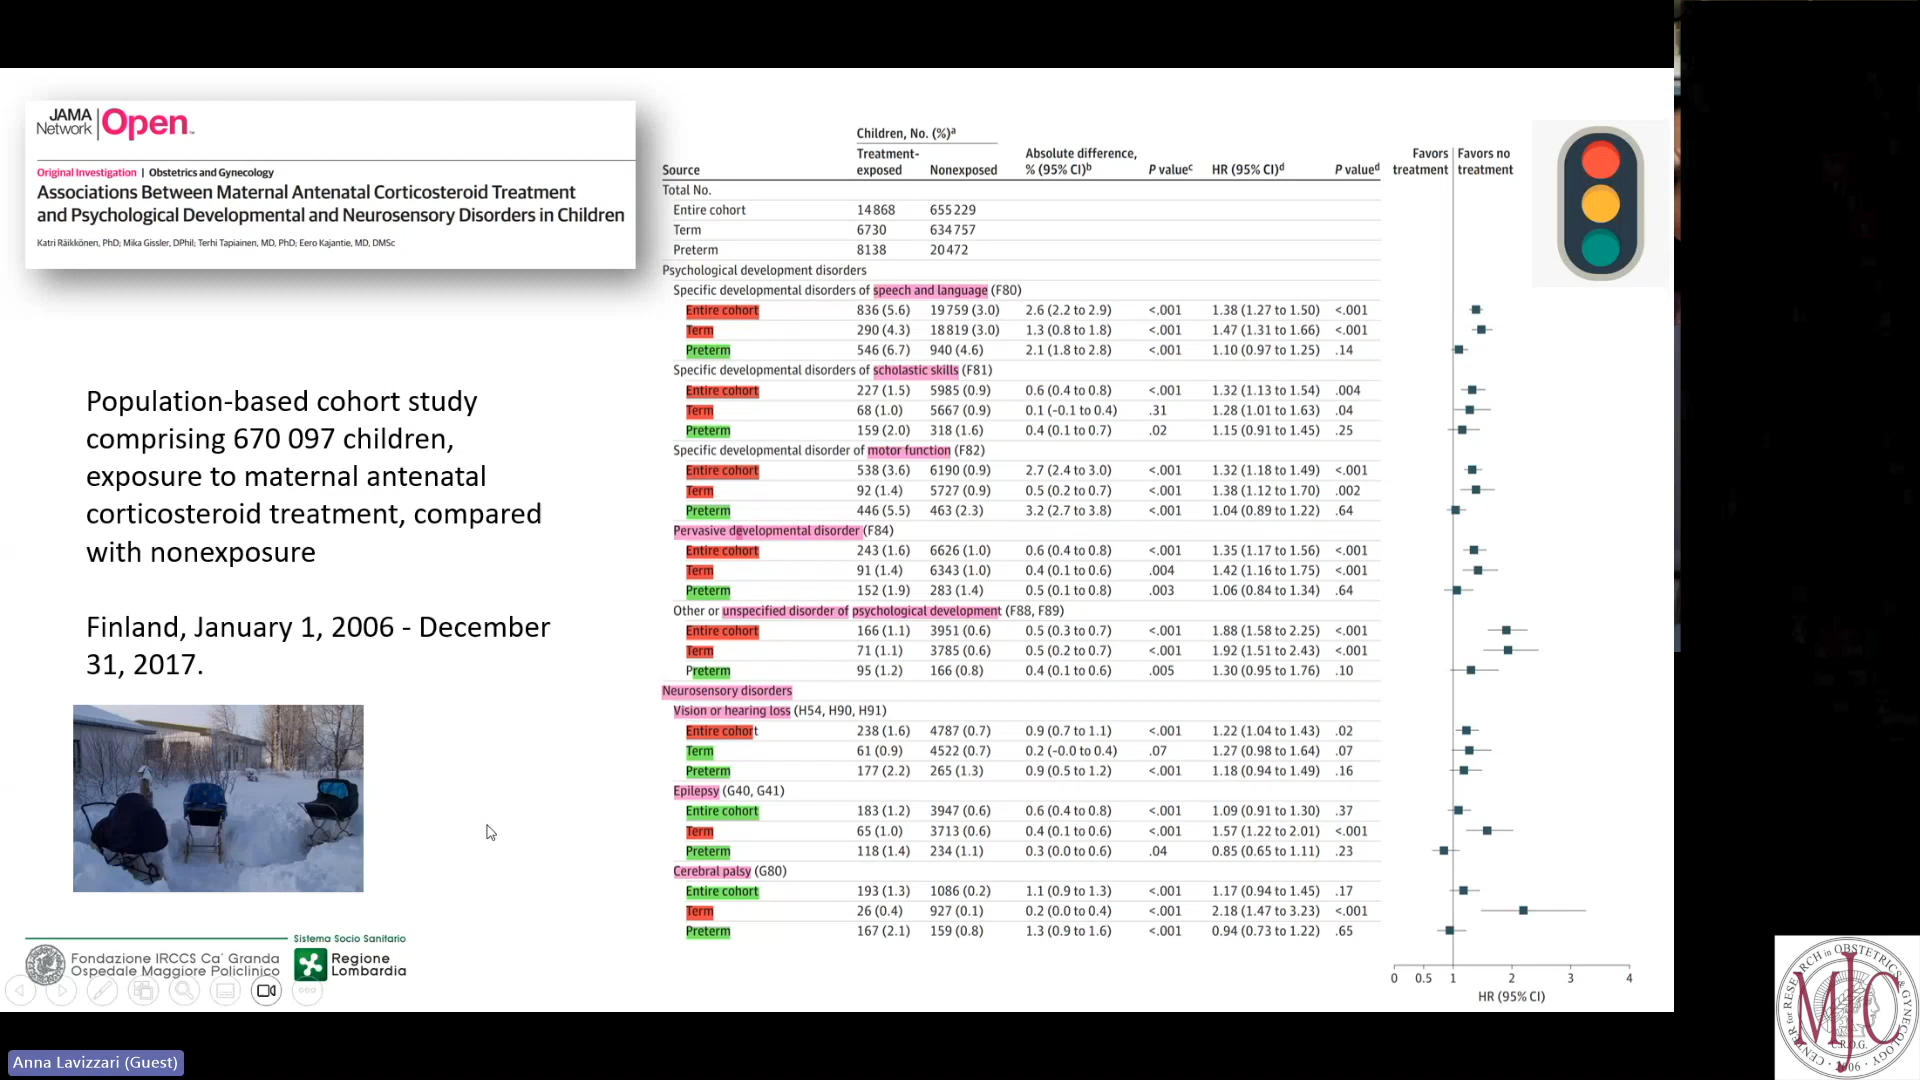 JAMA
Network Open™
Original Investigation | Obstetrics and Gynecology
Associations Between Maternal Antenatal Corticosteroid Treatment
and Psychological Developmental and Neurosensory Disorders in Children
Katri Räikkönen, PhD; Mika Gissler, DPhil; Terhi Tapiainen, MD, PhD; Eero Kajantie, MD, DMSc
Population-based cohort study
comprising 670 097 children,
exposure to maternal antenatal
corticosteroid treatment, compared
with nonexposure
Finland, January 1, 2006 - December
31, 2017.
Children, No. (%)a
Source Treatment-exposed Nonexposed Absolute difference, % (95% CI)b P valuec HR (95% CI)d P valued Favors treatment Favors no treatment
Total No.
Entire cohort 14 868 655 229
Term 6730 634 757
Preterm 8138 20 472
Psychological development disorders
Specific developmental disorders of speech and language (F80)
Entire cohort 836 (5.6) 19 759 (3.0) 2.6 (2.2 to 2.9) <.001 1.38 (1.27 to 1.50) <.001
Term 290 (4.3) 18 819 (3.0) 1.3 (0.8 to 1.8) <.001 1.47 (1.31 to 1.66) <.001
Preterm 546 (6.7) 940 (4.6) 2.1 (1.8 to 2.8) <.001 1.10 (0.97 to 1.25) .14
Specific developmental disorders of scholastic skills (F81)
Entire cohort 227 (1.5) 5985 (0.9) 0.6 (0.4 to 0.8) <.001 1.32 (1.13 to 1.54) .004
Term 68 (1.0) 5667 (0.9) 0.1 (-0.1 to 0.4) .31 1.28 (1.01 to 1.63) .04
Preterm 159 (2.0) 318 (1.6) 0.4 (0.1 to 0.7) .02 1.15 (0.91 to 1.45) .25
Specific developmental disorder of motor function (F82)
Entire cohort 538 (3.6) 6190 (0.9) 2.7 (2.4 to 3.0) <.001 1.32 (1.18 to 1.49) <.001
Term 92 (1.4) 5727 (0.9) 0.5 (0.2 to 0.7) <.001 1.38 (1.12 to 1.70) .002
Preterm 446 (5.5) 463 (2.3) 3.2 (2.7 to 3.8) <.001 1.04 (0.89 to 1.22) .64
Pervasive developmental disorder (F84)
Entire cohort 243 (1.6) 6626 (1.0) 0.6 (0.4 to 0.8) <.001 1.35 (1.17 to 1.56) <.001
Term 91 (1.4) 6343 (1.0) 0.4 (0.1 to 0.6) .004 1.42 (1.16 to 1.75) <.001
Preterm 152 (1.9) 283 (1.4) 0.5 (0.1 to 0.8) .003 1.06 (0.84 to 1.34) .64
Other or unspecified disorder of psychological development (F88, F89)
Entire cohort 166 (1.1) 3951 (0.6) 0.5 (0.3 to 0.7) <.001 1.88 (1.58 to 2.25) <.001
Term 71 (1.1) 3785 (0.6) 0.5 (0.2 to 0.7) <.001 1.92 (1.51 to 2.43) <.001
Preterm 95 (1.2) 166 (0.8) 0.4 (0.1 to 0.6) .005 1.30 (0.95 to 1.76) .10
Neurosensory disorders
Vision or hearing loss (H54, H90, H91)
Entire cohort 238 (1.6) 4787 (0.7) 0.9 (0.7 to 1.1) <.001 1.22 (1.04 to 1.43) .02
Term 61 (0.9) 4522 (0.7) 0.2 (-0.0 to 0.4) .07 1.27 (0.98 to 1.64) .07
Preterm 177 (2.2) 265 (1.3) 0.9 (0.5 to 1.2) <.001 1.18 (0.94 to 1.49) .16
Epilepsy (G40, G41)
Entire cohort 183 (1.2) 3947 (0.6) 0.6 (0.4 to 0.8) <.001 1.09 (0.91 to 1.30) .37
Term 65 (1.0) 3713 (0.6) 0.4 (0.1 to 0.6) <.001 1.57 (1.22 to 2.01) <.001
Preterm 118 (1.4) 234 (1.1) 0.3 (0.0 to 0.6) .04 0.85 (0.65 to 1.11) .23
Cerebral palsy (G80)
Entire cohort 193 (1.3) 1086 (0.2) 1.1 (0.9 to 1.3) <.001 1.17 (0.94 to 1.45) .17
Term 26 (0.4) 927 (0.1) 0.2 (0.0 to 0.4) <.001 2.18 (1.47 to 3.23) <.001
Preterm 167 (2.1) 159 (0.8) 1.3 (0.9 to 1.6) <.001 0.94 (0.73 to 1.22) .65
0 0.5 1 2 3 4
HR (95% CI)
Fondazione IRCCS Ca' Granda
Ospedale Maggiore Policlinico
Sistema Socio Sanitario
Regione
Lombardia
CENTER for RESEARCH in OBSTETRICS & GYNECOLOGY
MJC
C.R.O.G.
2006
Anna Lavizzari (Guest)